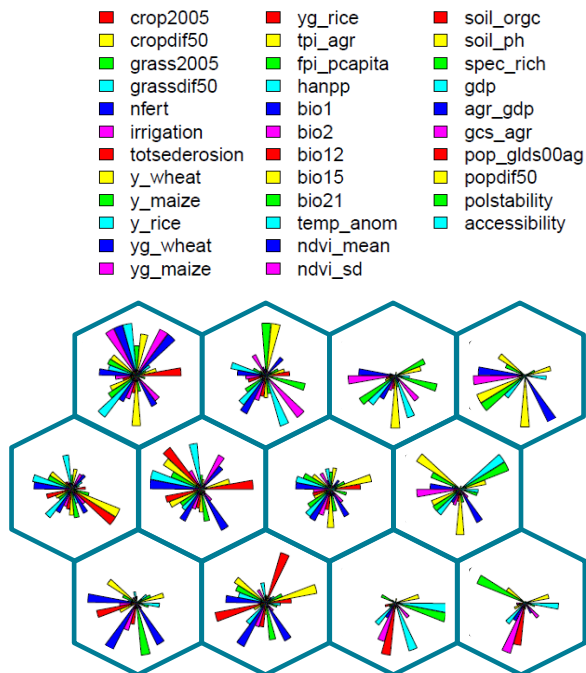 crop2005 yg_rice soil_orgc
cropdif50 tpi_agr soil_ph
grass2005 fpi_pcapita spec_rich
grassdif50 hanpp gdp
nfert bio1 agr_gdp
irrigation bio2 gcs_agr
totsederosion bio12 pop_glds00ag
y_wheat bio15 popdif50
y_maize bio21 polstability
y_rice temp_anom accessibility
yg_wheat ndvi_mean
yg_maize ndvi_sd